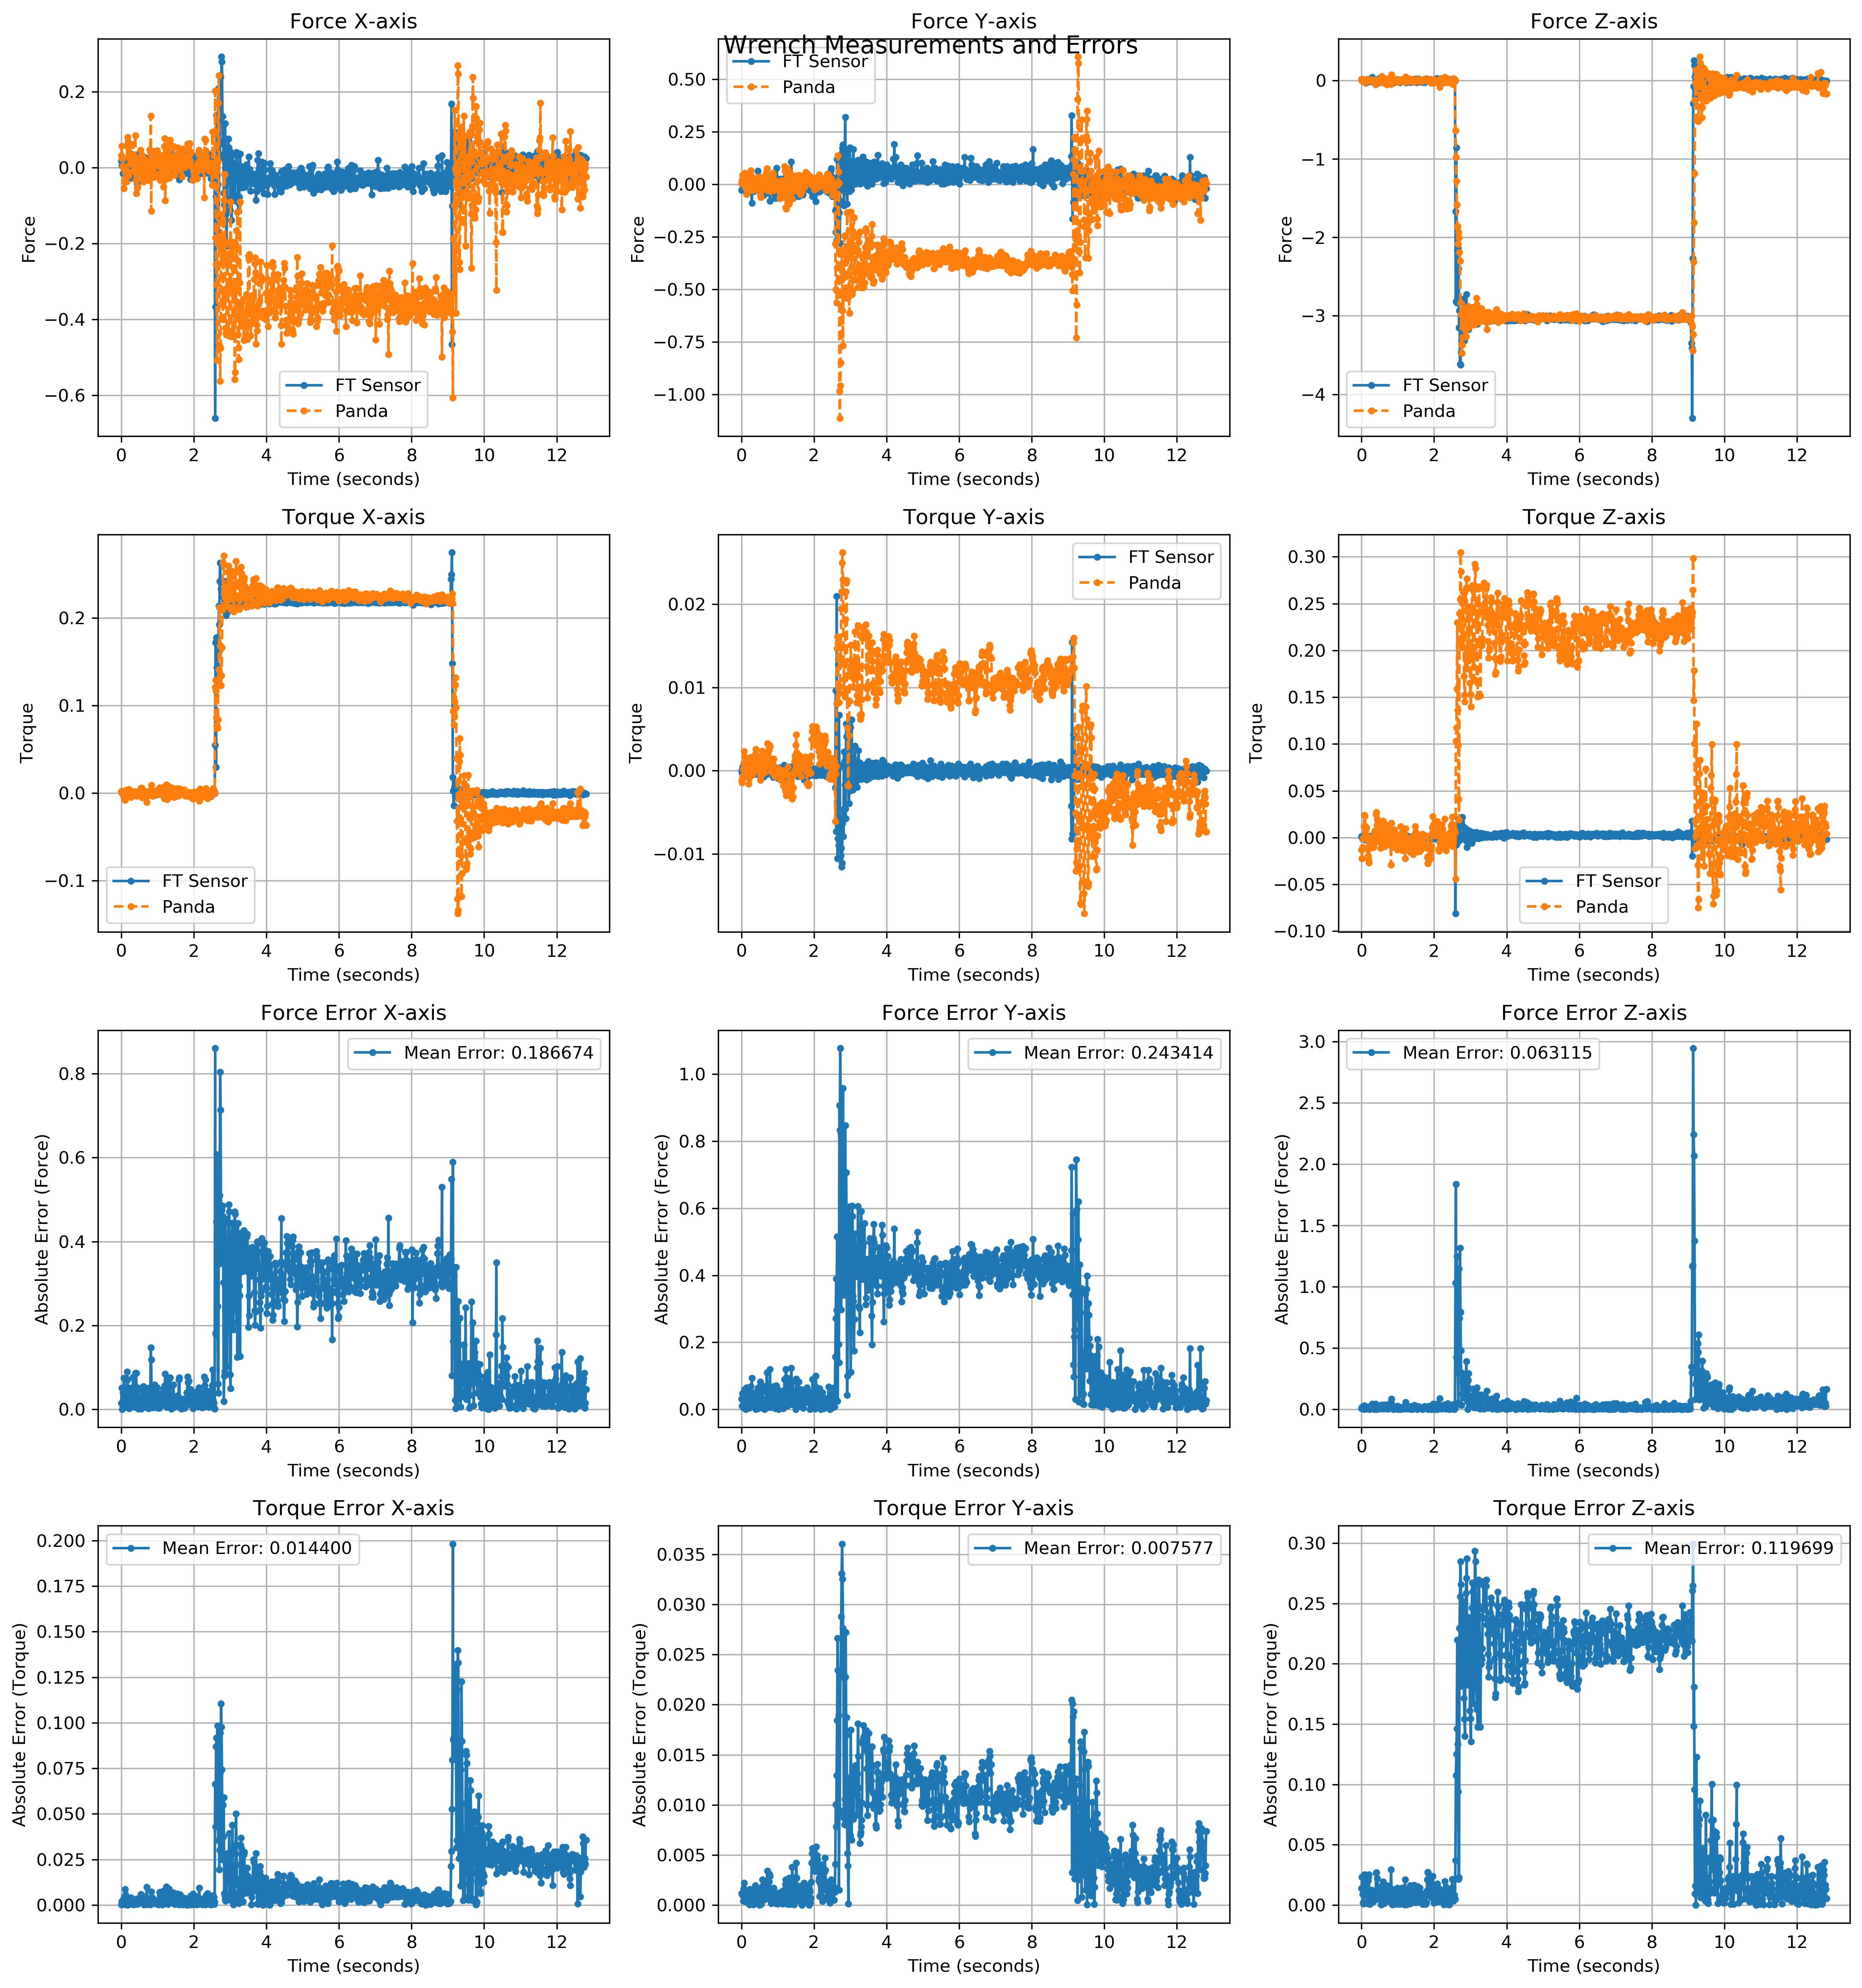 Force X-axis
Force Y-axis
Force Z-axis
Wrench Measurements and Errors
0.2
0.0
−0.2
−0.4
−0.6
Force
FT Sensor
Panda
0 2 4 6 8 10 12
Time (seconds)
0.50
0.25
0.00
−0.25
−0.50
−0.75
−1.00
Force
FT Sensor
Panda
0 2 4 6 8 10 12
Time (seconds)
0
−1
−2
−3
−4
Force
FT Sensor
Panda
0 2 4 6 8 10 12
Time (seconds)
Torque X-axis
0.2
0.1
0.0
−0.1
Torque
FT Sensor
Panda
0 2 4 6 8 10 12
Time (seconds)
Torque Y-axis
0.02
0.01
0.00
−0.01
Torque
FT Sensor
Panda
0 2 4 6 8 10 12
Time (seconds)
Torque Z-axis
0.30
0.25
0.20
0.15
0.10
0.05
0.00
−0.05
−0.10
Torque
FT Sensor
Panda
0 2 4 6 8 10 12
Time (seconds)
Force Error X-axis
Mean Error: 0.186674
0.8
0.6
0.4
0.2
0.0
Absolute Error (Force)
0 2 4 6 8 10 12
Time (seconds)
Force Error Y-axis
Mean Error: 0.243414
1.0
0.8
0.6
0.4
0.2
0.0
Absolute Error (Force)
0 2 4 6 8 10 12
Time (seconds)
Force Error Z-axis
Mean Error: 0.063115
3.0
2.5
2.0
1.5
1.0
0.5
0.0
Absolute Error (Force)
0 2 4 6 8 10 12
Time (seconds)
Torque Error X-axis
Mean Error: 0.014400
0.200
0.175
0.150
0.125
0.100
0.075
0.050
0.025
0.000
Absolute Error (Torque)
0 2 4 6 8 10 12
Time (seconds)
Torque Error Y-axis
Mean Error: 0.007577
0.035
0.030
0.025
0.020
0.015
0.010
0.005
0.000
Absolute Error (Torque)
0 2 4 6 8 10 12
Time (seconds)
Torque Error Z-axis
Mean Error: 0.119699
0.30
0.25
0.20
0.15
0.10
0.05
0.00
Absolute Error (Torque)
0 2 4 6 8 10 12
Time (seconds)